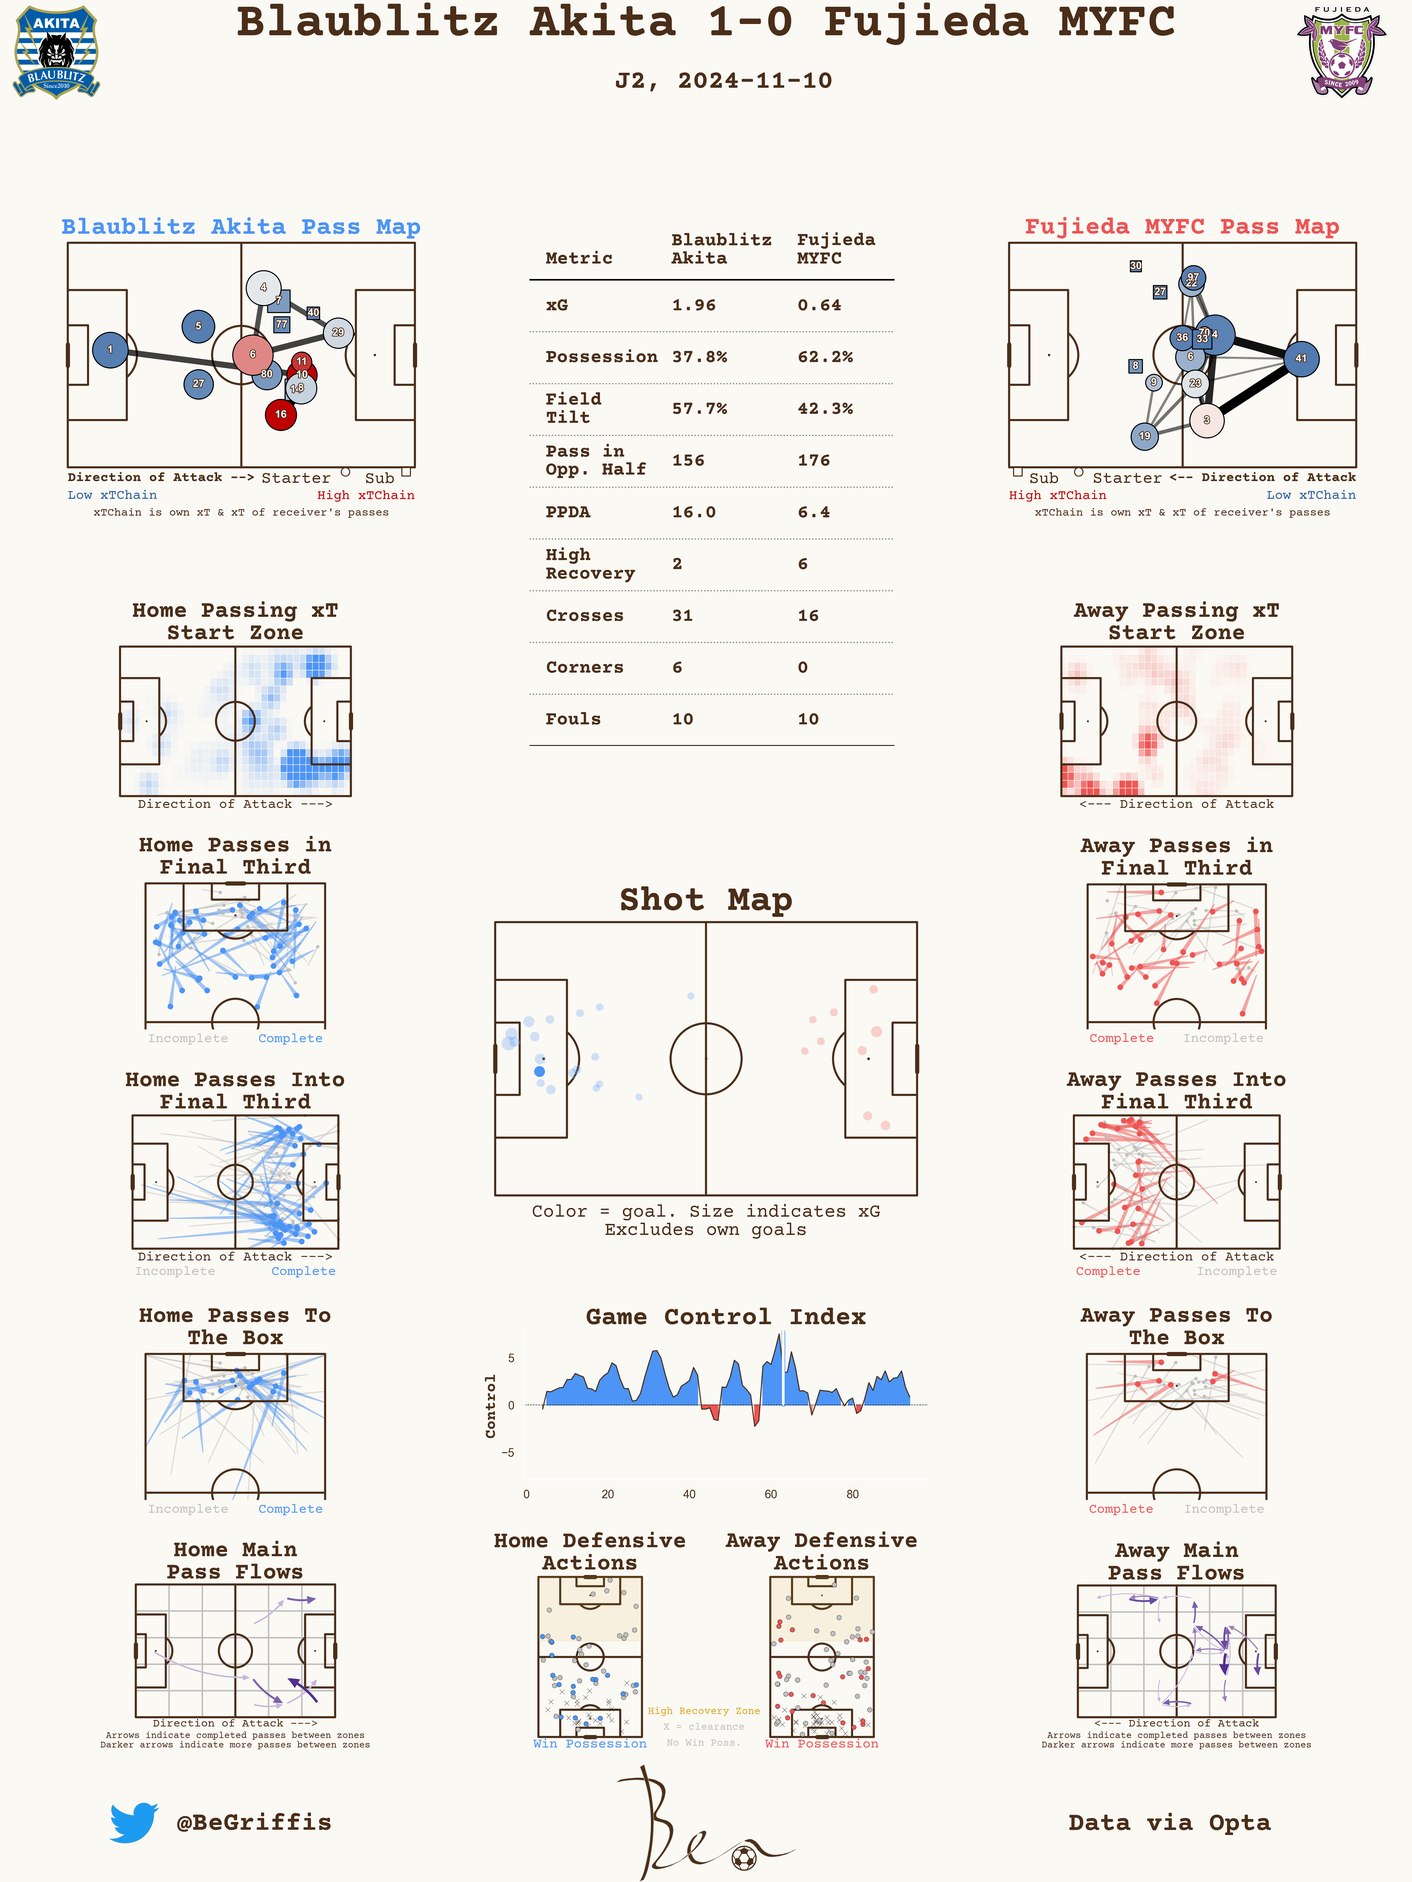 Blaublitz Akita 1-0 Fujieda MYFC
J2, 2024-11-10
AKITA
BLAUBLITZ
Since2010
FUJIEDA
MYFC
SINCE 2009
Blaublitz Akita Pass Map
4
7
40
5
77
29
1
6
11
80
10
18
27
16
Direction of Attack --> Starter Sub
Low xTChain High xTChain
xTChain is own xT & xT of receiver's passes
Metric Blaublitz Akita Fujieda MYFC
xG 1.96 0.64
Possession 37.8% 62.2%
Field Tilt 57.7% 42.3%
Pass in Opp. Half 156 176
PPDA 16.0 6.4
High Recovery 2 6
Crosses 31 16
Corners 6 0
Fouls 10 10
Fujieda MYFC Pass Map
30
97
22
27
70
4
36
33
6
41
8
9
23
3
19
Sub Starter <-- Direction of Attack
High xTChain Low xTChain
xTChain is own xT & xT of receiver's passes
Home Passing xT
Start Zone
Direction of Attack --->
Away Passing xT
Start Zone
<--- Direction of Attack
Home Passes in
Final Third
Incomplete Complete
Away Passes in
Final Third
Complete Incomplete
Shot Map
Color = goal. Size indicates xG
Excludes own goals
Home Passes Into
Final Third
Direction of Attack --->
Incomplete Complete
Away Passes Into
Final Third
<--- Direction of Attack
Complete Incomplete
Home Passes To
The Box
Incomplete Complete
Game Control Index
Control
5
0
−5
0 20 40 60 80
Away Passes To
The Box
Complete Incomplete
Home Main
Pass Flows
Direction of Attack --->
Arrows indicate completed passes between zones
Darker arrows indicate more passes between zones
Home Defensive
Actions
Win Possession
Away Defensive
Actions
Win Possession
High Recovery Zone
X = clearance
No Win Poss.
Away Main
Pass Flows
<--- Direction of Attack
Arrows indicate completed passes between zones
Darker arrows indicate more passes between zones
@BeGriffis
Ben
Data via Opta